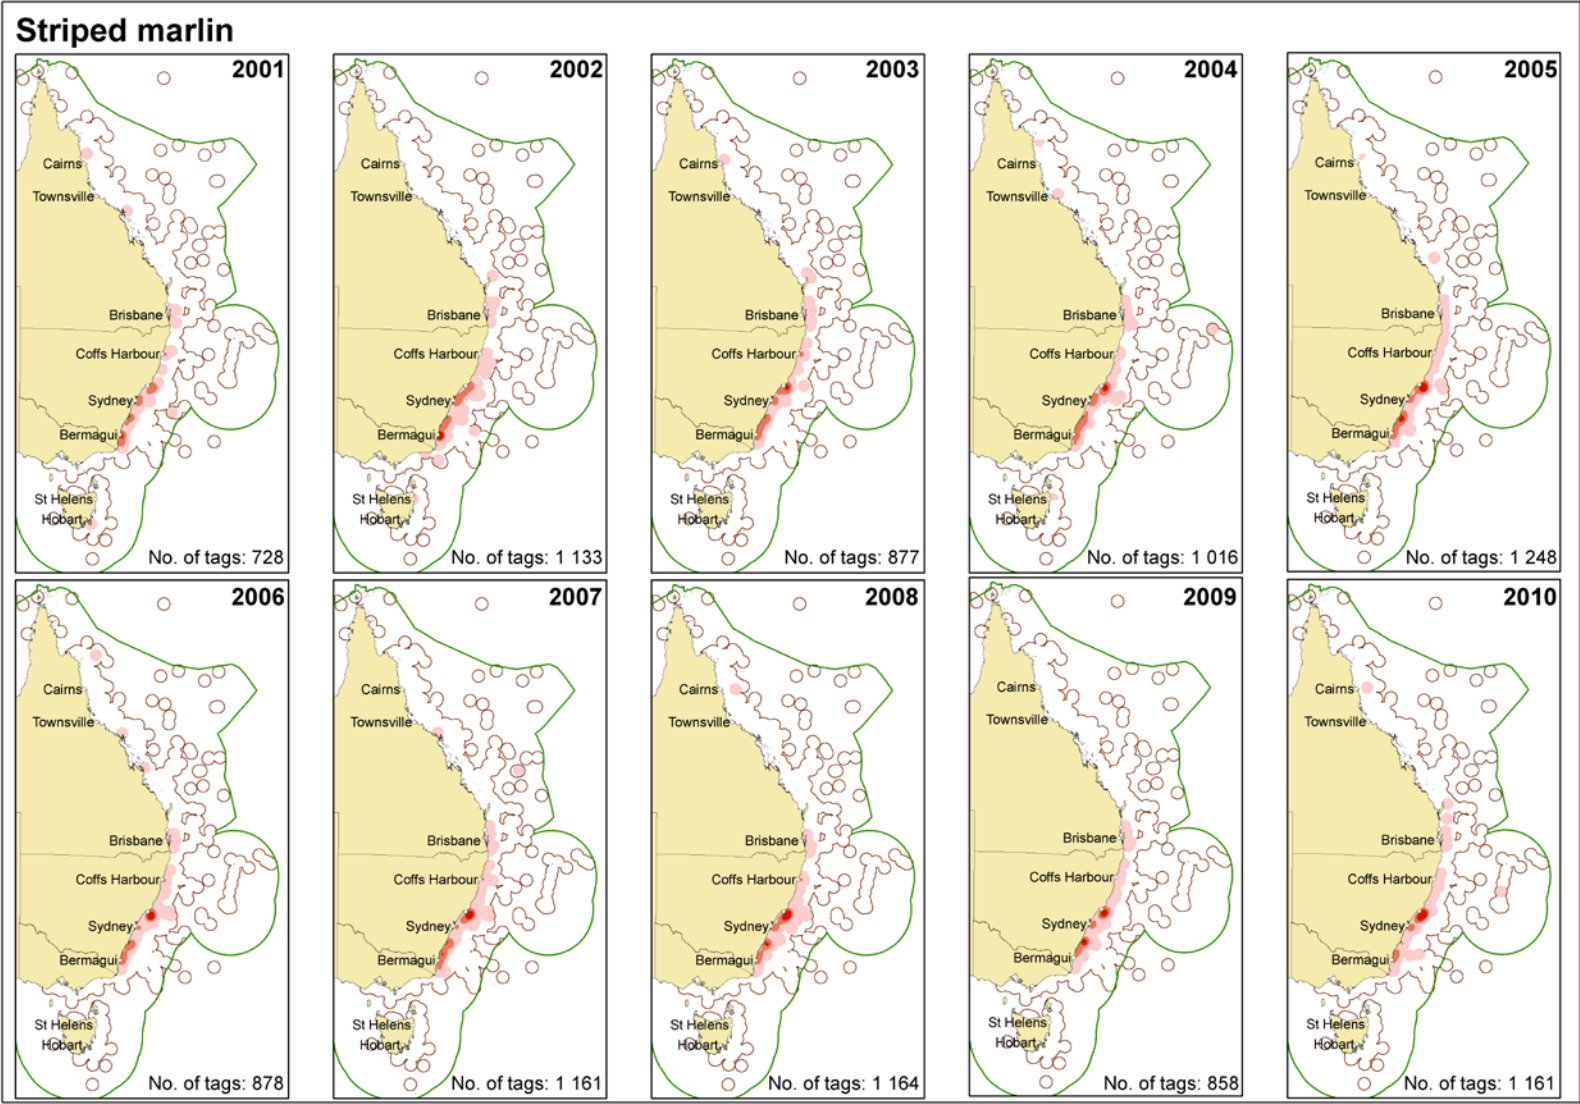 Striped marlin
2001
Cairns
Townsville
Brisbane
Coffs Harbour
Sydney
Bermagui
St Helens
Hobart
No. of tags: 728
2002
Cairns
Townsville
Brisbane
Coffs Harbour
Sydney
Bermagui
St Helens
Hobart
No. of tags: 1 133
2003
Cairns
Townsville
Brisbane
Coffs Harbour
Sydney
Bermagui
St Helens
Hobart
No. of tags: 877
2004
Cairns
Townsville
Brisbane
Coffs Harbour
Sydney
Bermagui
St Helens
Hobart
No. of tags: 1 016
2005
Cairns
Townsville
Brisbane
Coffs Harbour
Sydney
Bermagui
St Helens
Hobart
No. of tags: 1 248
2006
Cairns
Townsville
Brisbane
Coffs Harbour
Sydney
Bermagui
St Helens
Hobart
No. of tags: 878
2007
Cairns
Townsville
Brisbane
Coffs Harbour
Sydney
Bermagui
St Helens
Hobart
No. of tags: 1 161
2008
Cairns
Townsville
Brisbane
Coffs Harbour
Sydney
Bermagui
St Helens
Hobart
No. of tags: 1 164
2009
Cairns
Townsville
Brisbane
Coffs Harbour
Sydney
Bermagui
St Helens
Hobart
No. of tags: 858
2010
Cairns
Townsville
Brisbane
Coffs Harbour
Sydney
Bermagui
St Helens
Hobart
No. of tags: 1 161